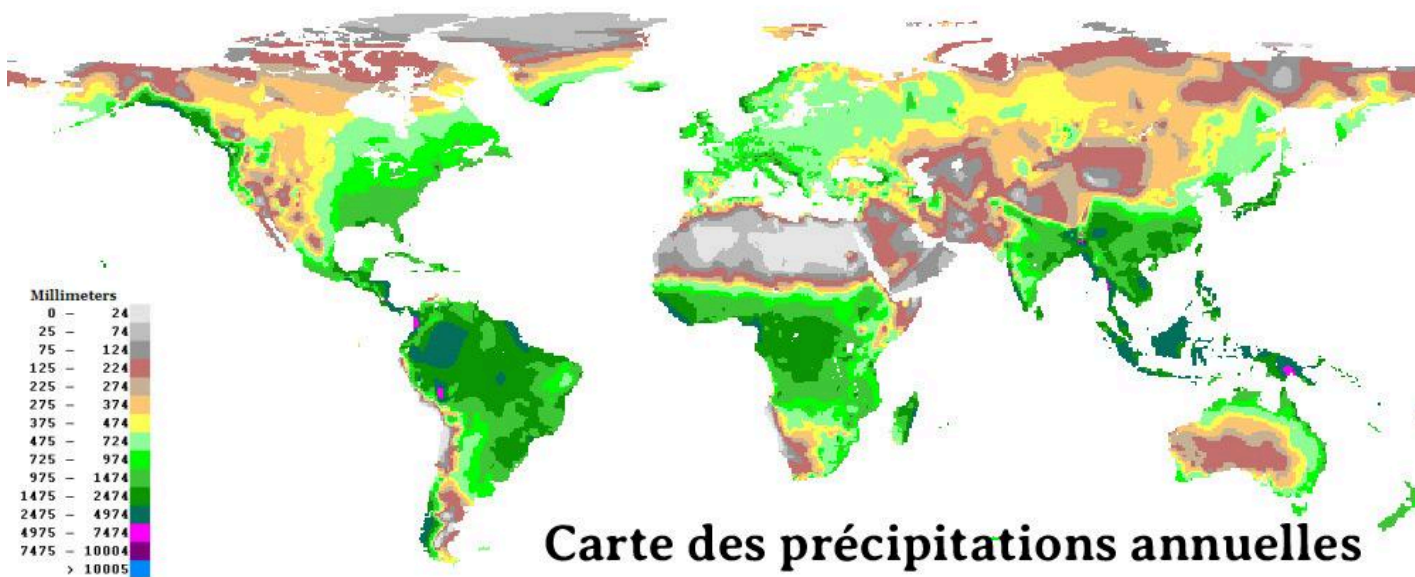 Millimeters
0 – 24
25 – 74
75 – 124
125 – 224
225 – 274
275 – 374
375 – 474
475 – 724
725 – 974
975 – 1474
1475 – 2474
2475 – 4974
4975 – 7474
7475 – 10004
> 10005
Carte des précipitations annuelles